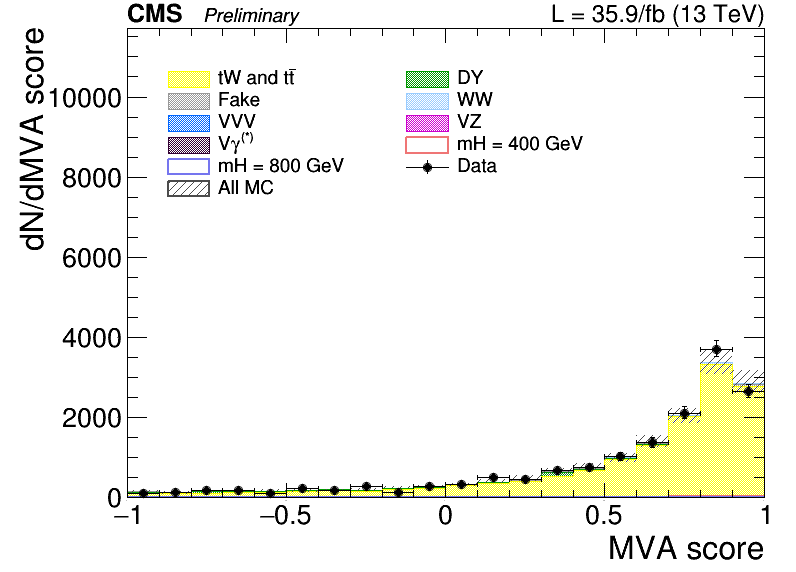 CMS Preliminary L = 35.9/fb (13 TeV)
dN/dMVA score
10000
8000
6000
4000
2000
0
tW and tt̄
Fake
VVV
Vγ(*)
mH = 800 GeV
All MC
DY
WW
VZ
mH = 400 GeV
Data
−1 −0.5 0 0.5 1
MVA score